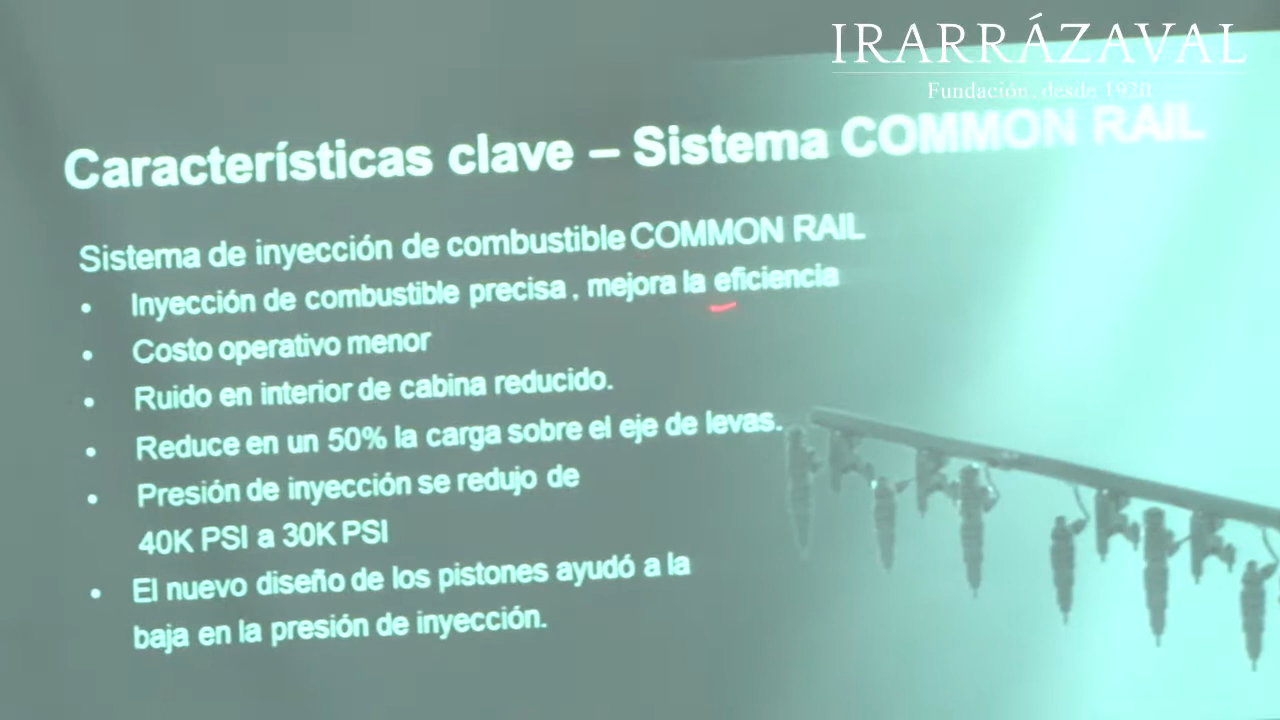 IRARRÁZAVAL
Fundación, desde 1920
Características clave – Sistema COMMON RAIL
Sistema de inyección de combustible COMMON RAIL
• Inyección de combustible precisa , mejora la eficiencia
• Costo operativo menor
• Ruido en interior de cabina reducido.
• Reduce en un 50% la carga sobre el eje de levas.
• Presión de inyección se redujo de
40K PSI a 30K PSI
• El nuevo diseño de los pistones ayudó a la
baja en la presión de inyección.